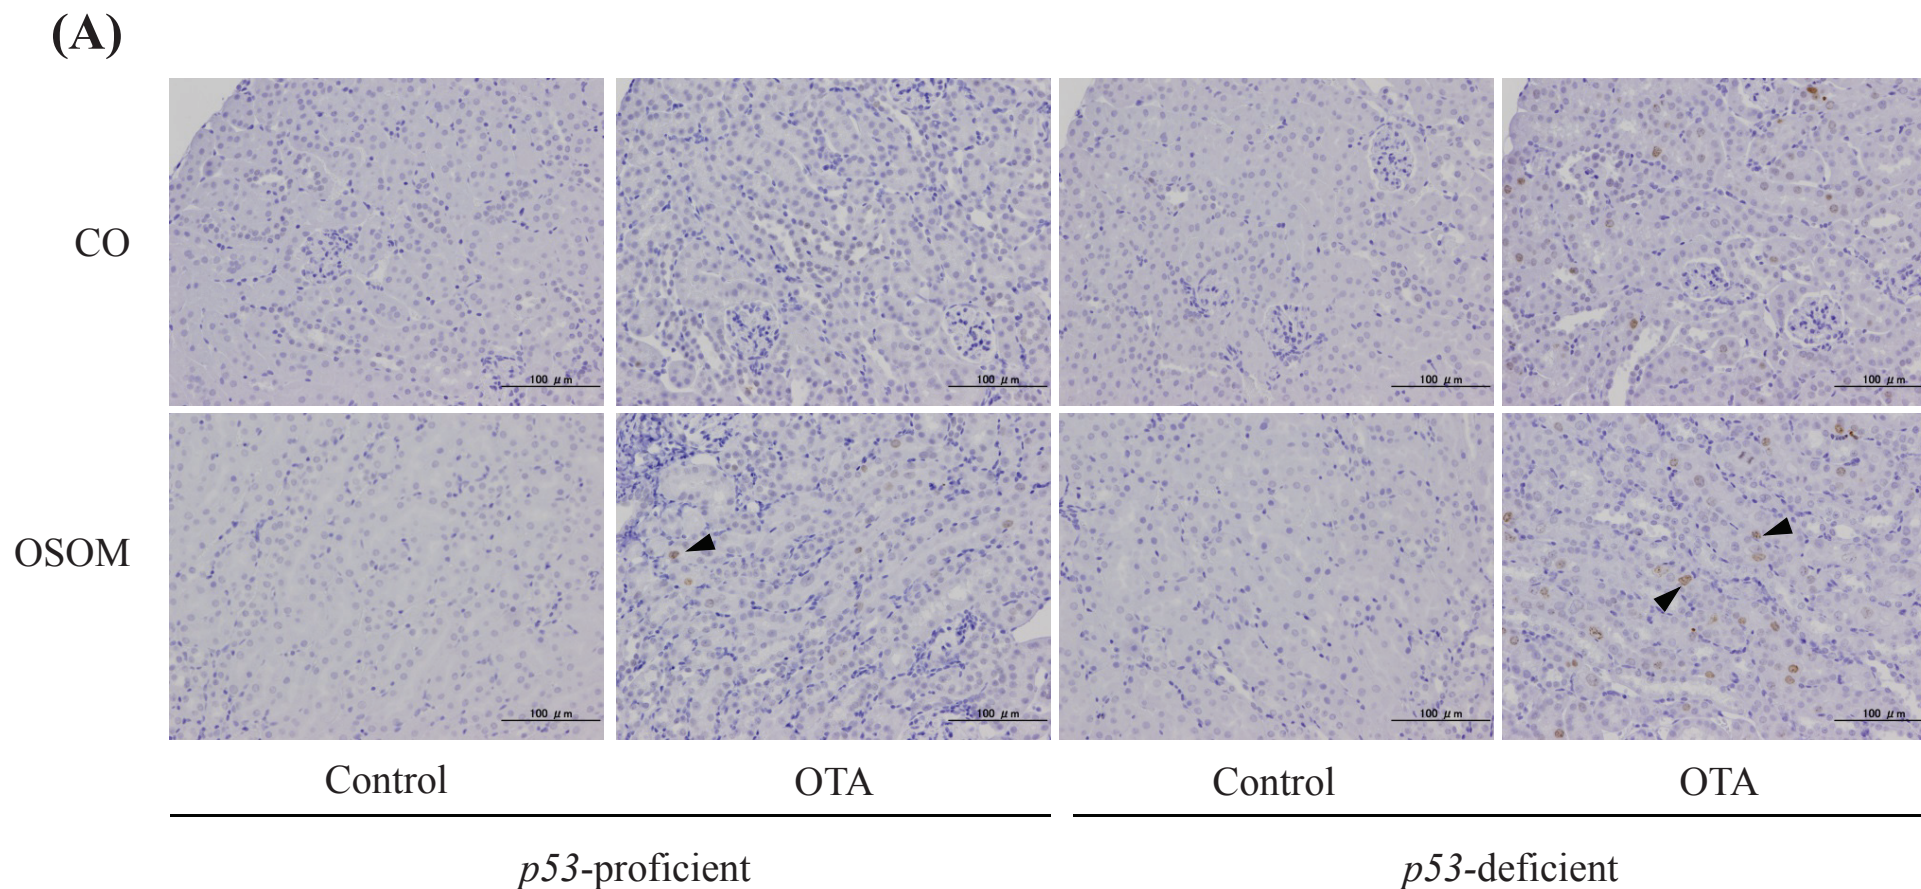 (A)
CO
100 μm
100 μm
100 μm
100 μm
OSOM
100 μm
100 μm
100 μm
100 μm
Control
OTA
Control
OTA
p53-proficient
p53-deficient